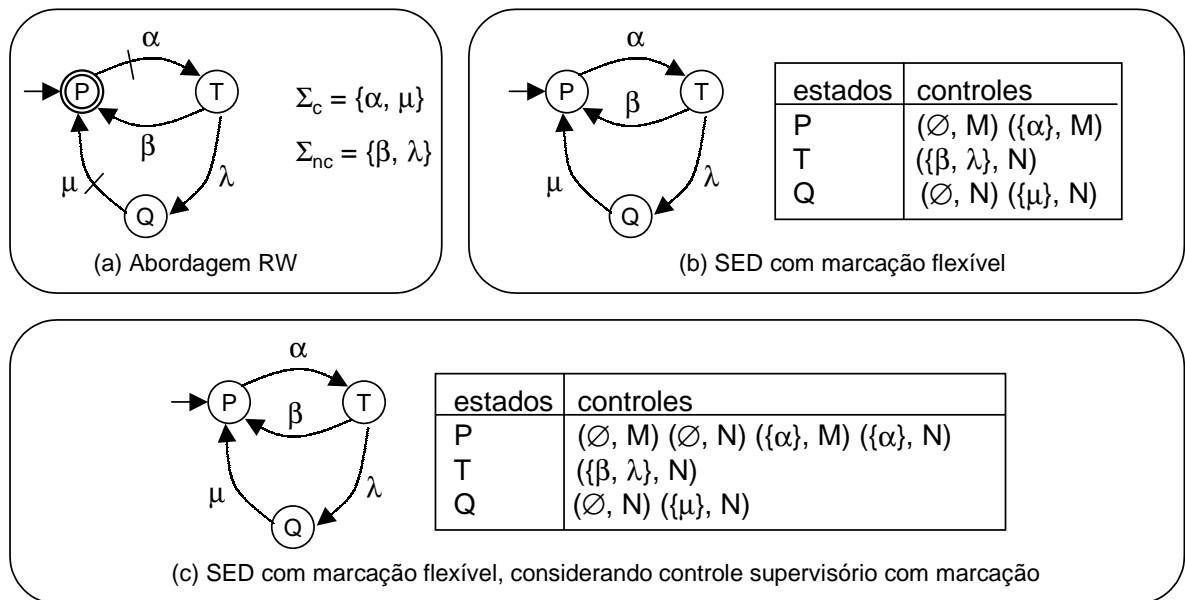 α
P
T
β
μ
λ
Q
Σc = {α, μ}
Σnc = {β, λ}
(a) Abordagem RW
α
P
T
β
μ
λ
Q
estados controles
P (∅, M) ({α}, M)
T ({β, λ}, N)
Q (∅, N) ({μ}, N)
(b) SED com marcação flexível
α
P
T
β
μ
λ
Q
estados controles
P (∅, M) (∅, N) ({α}, M) ({α}, N)
T ({β, λ}, N)
Q (∅, N) ({μ}, N)
(c) SED com marcação flexível, considerando controle supervisório com marcação